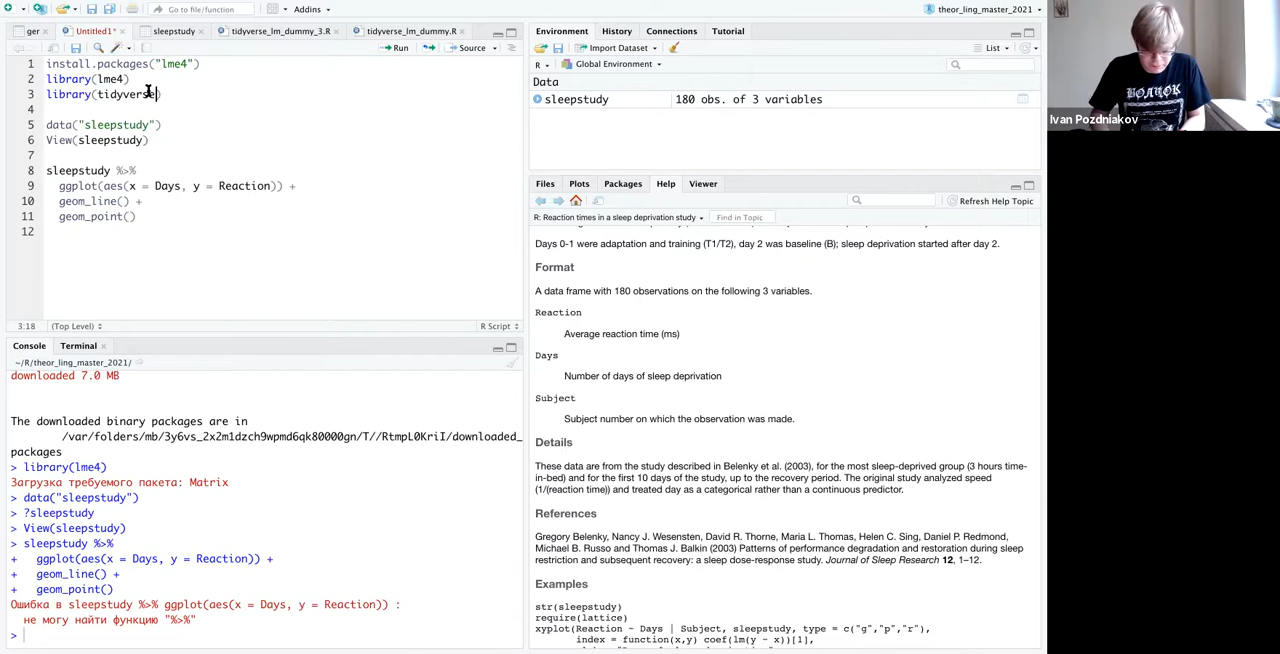 Go to file/function
Addins
theor_ling_master_2021
ger
Untitled1*
sleepstudy
tidyverse_lm_dummy_3.R
tidyverse_lm_dummy.R
Run
Source
1 install.packages("lme4")
2 library(lme4)
3 library(tidyverse)
4
5 data("sleepstudy")
6 View(sleepstudy)
7
8 sleepstudy %>%
9 ggplot(aes(x = Days, y = Reaction)) +
10 geom_line() +
11 geom_point()
12
3:18 (Top Level) R Script
Console Terminal
~/R/theor_ling_master_2021/
downloaded 7.0 MB
The downloaded binary packages are in
/var/folders/mb/3y6vs_2x2m1dzch9wpmd6qk80000gn/T//RtmpL0KriI/downloaded_
packages
> library(lme4)
Загрузка требуемого пакета: Matrix
> data("sleepstudy")
> ?sleepstudy
> View(sleepstudy)
> sleepstudy %>%
+ ggplot(aes(x = Days, y = Reaction)) +
+ geom_line() +
+ geom_point()
Ошибка в sleepstudy %>% ggplot(aes(x = Days, y = Reaction)) :
не могу найти функцию "%>%"
>
Environment History Connections Tutorial
Import Dataset
List
R Global Environment
Data
sleepstudy 180 obs. of 3 variables
Files Plots Packages Help Viewer
Refresh Help Topic
R: Reaction times in a sleep deprivation study Find in Topic
Days 0-1 were adaptation and training (T1/T2), day 2 was baseline (B); sleep deprivation started after day 2.
Format
A data frame with 180 observations on the following 3 variables.
Reaction
Average reaction time (ms)
Days
Number of days of sleep deprivation
Subject
Subject number on which the observation was made.
Details
These data are from the study described in Belenky et al. (2003), for the most sleep-deprived group (3 hours time-
in-bed) and for the first 10 days of the study, up to the recovery period. The original study analyzed speed
(1/(reaction time)) and treated day as a categorical rather than a continuous predictor.
References
Gregory Belenky, Nancy J. Wesensten, David R. Thorne, Maria L. Thomas, Helen C. Sing, Daniel P. Redmond,
Michael B. Russo and Thomas J. Balkin (2003) Patterns of performance degradation and restoration during sleep
restriction and subsequent recovery: a sleep dose-response study. Journal of Sleep Research 12, 1–12.
Examples
str(sleepstudy)
require(lattice)
xyplot(Reaction ~ Days | Subject, sleepstudy, type = c("g","p","r"),
index = function(x,y) coef(lm(y ~ x))[1],
ВОЛЧОК
Ivan Pozdniakov